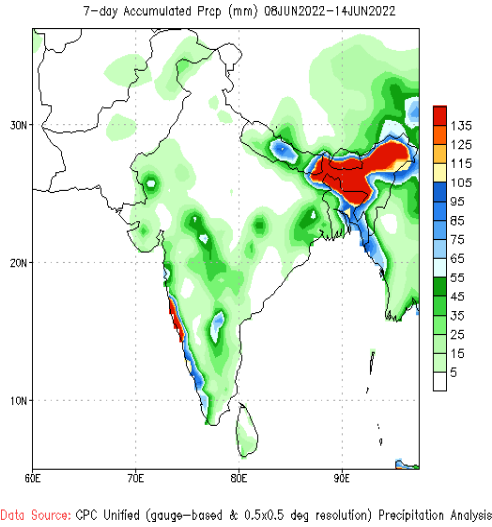 7-day Accumulated Prcp (mm) 08JUN2022-14JUN2022
30N
20N
10N
60E 70E 80E 90E
135
125
115
105
95
85
75
65
55
45
35
25
15
5
Data Source: CPC Unified (gauge-based & 0.5x0.5 deg resolution) Precipitation Analysis